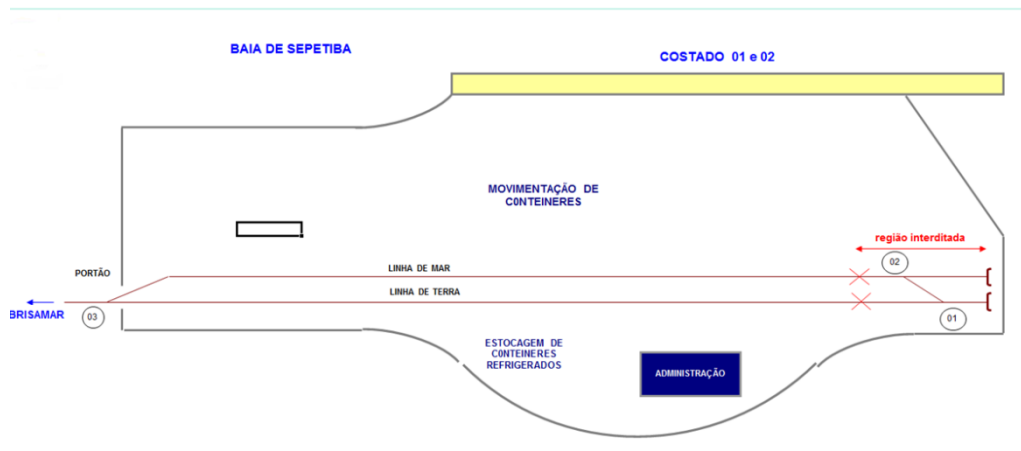 BAIA DE SEPETIBA
COSTADO 01 e 02
MOVIMENTAÇÃO DE
C0NTEINERES
região interditada
02
PORTÃO
LINHA DE MAR
LINHA DE TERRA
BRISAMAR
03
01
ESTOCAGEM DE
C0NTEINERES
REFRIGERADOS
ADMINISTRAÇÃO